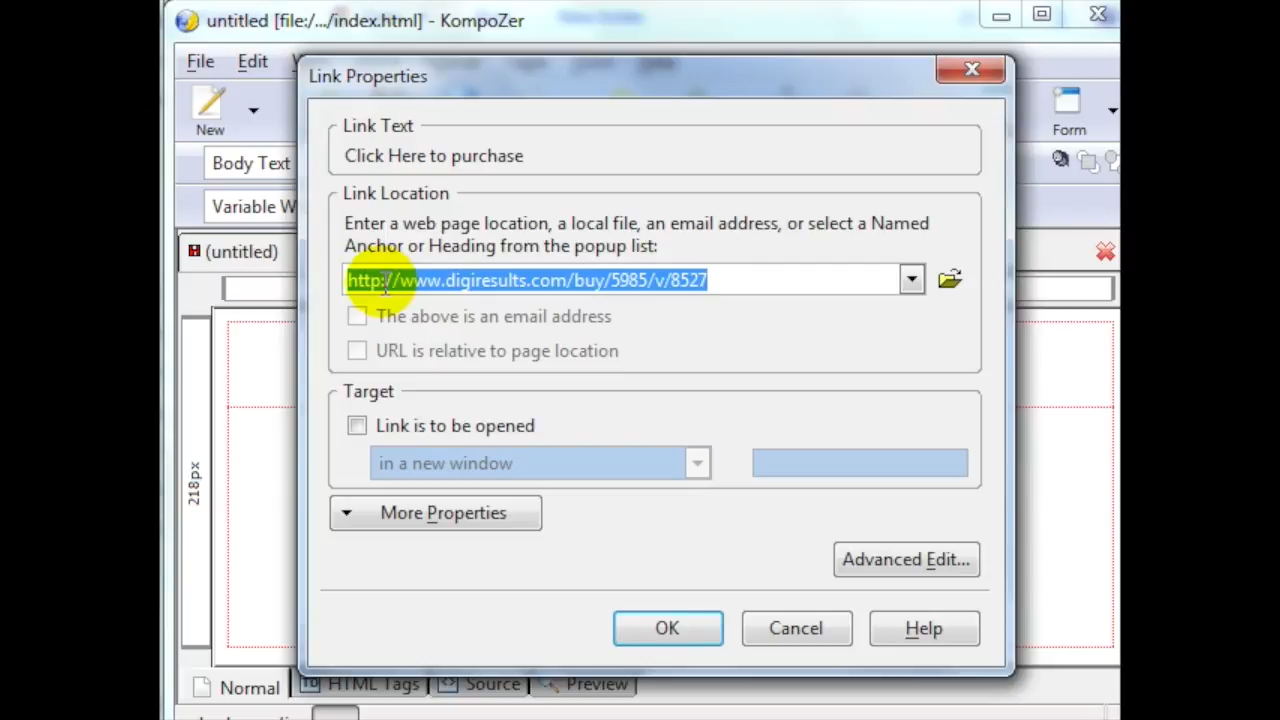 untitled [file:/.../index.html] - KompoZer
File Edit
Link Properties
New
Form
Link Text
Click Here to purchase
Body Text
Link Location
Variable W
Enter a web page location, a local file, an email address, or select a Named
Anchor or Heading from the popup list:
(untitled)
http://www.digiresults.com/buy/5985/v/8527
The above is an email address
URL is relative to page location
Target
Link is to be opened
in a new window
218px
More Properties
Advanced Edit...
OK Cancel Help
Normal HTML Tags Source Preview